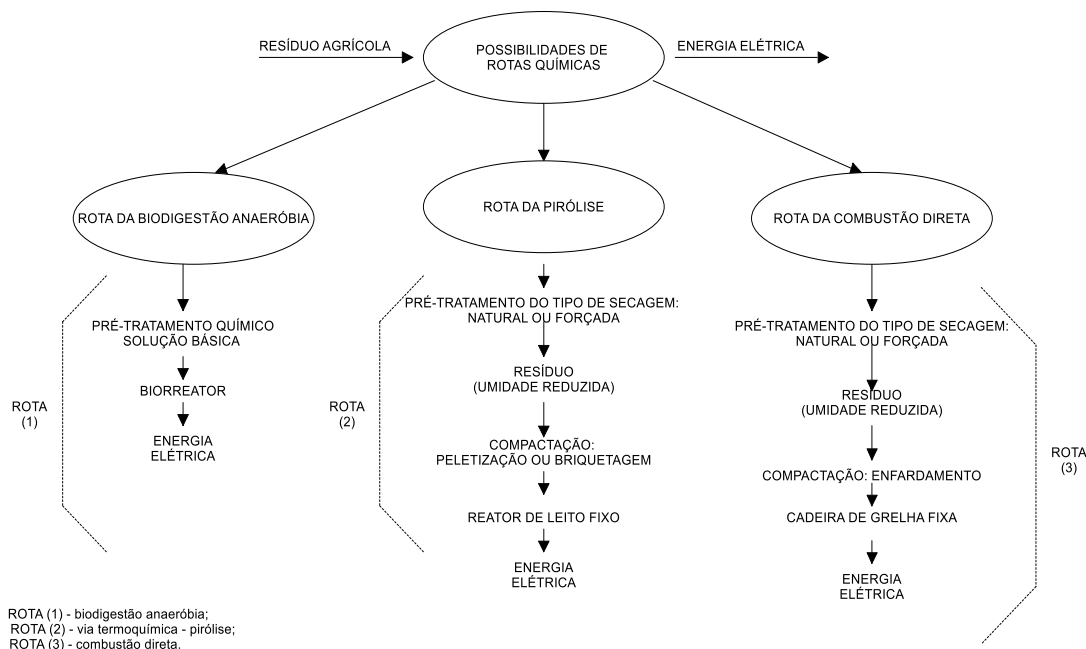 RESÍDUO AGRÍCOLA
POSSIBILIDADES DE
ROTAS QUÍMICAS
ENERGIA ELÉTRICA
ROTA DA BIODIGESTÃO ANAERÓBIA
ROTA DA PIRÓLISE
ROTA DA COMBUSTÃO DIRETA
ROTA
(1)
PRÉ-TRATAMENTO QUÍMICO
SOLUÇÃO BÁSICA
BIORREATOR
ENERGIA
ELÉTRICA
ROTA
(2)
PRÉ-TRATAMENTO DO TIPO DE SECAGEM:
NATURAL OU FORÇADA
RESÍDUO
(UMIDADE REDUZIDA)
COMPACTAÇÃO:
PELETIZAÇÃO OU BRIQUETAGEM
REATOR DE LEITO FIXO
ENERGIA
ELÉTRICA
PRÉ-TRATAMENTO DO TIPO DE SECAGEM:
NATURAL OU FORÇADA
RESÍDUO
(UMIDADE REDUZIDA)
COMPACTAÇÃO: ENFARDAMENTO
CADEIRA DE GRELHA FIXA
ENERGIA
ELÉTRICA
ROTA
(3)
ROTA (1) - biodigestão anaeróbia;
ROTA (2) - via termoquímica - pirólise;
ROTA (3) - combustão direta.